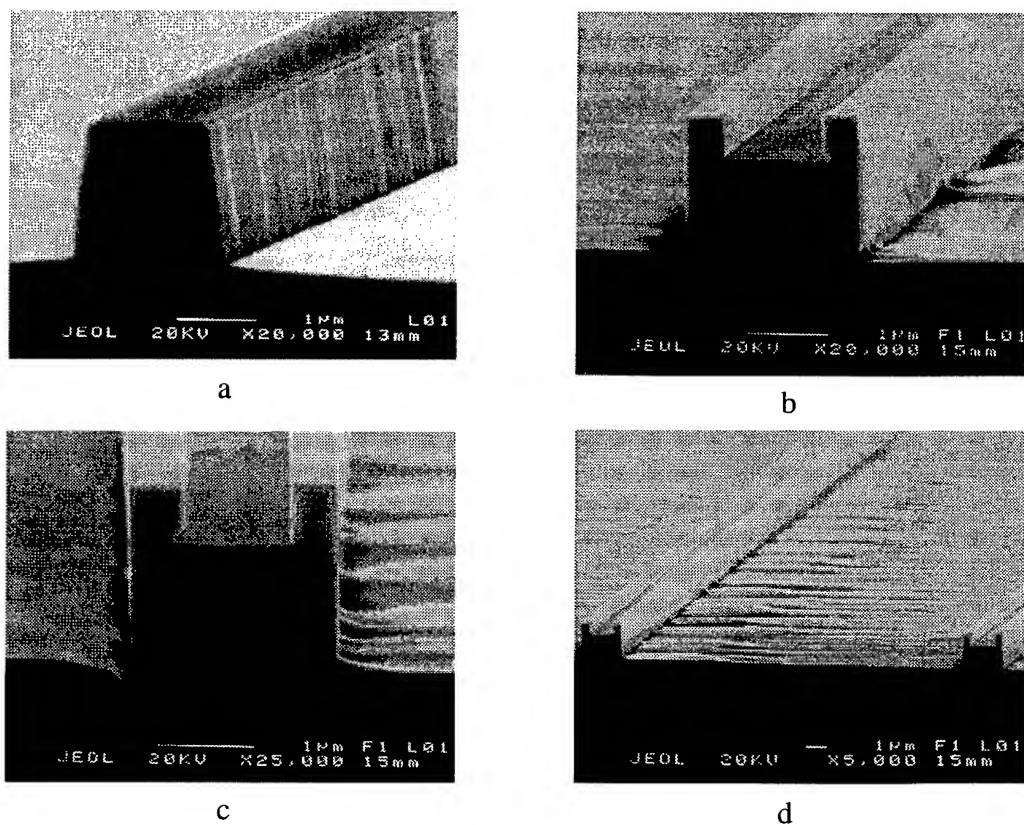 1µm L01
JEOL 20KV X20,000 13mm
a
1µm F1 L01
JEOL 20KV X20,000 15mm
b
1µm F1 L01
JEOL 20KV X25,000 15mm
c
1µm F1 L01
JEOL 20KV X5,000 15mm
d